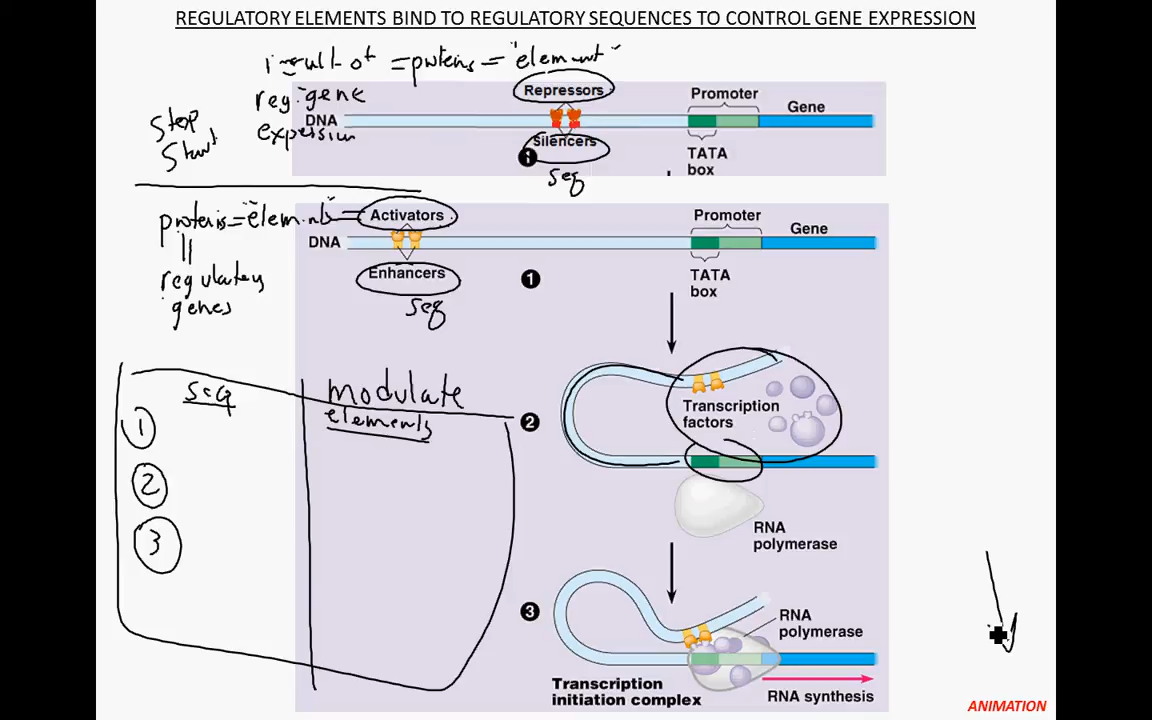 REGULATORY ELEMENTS BIND TO REGULATORY SEQUENCES TO CONTROL GENE EXPRESSION
result of = proteins = "element"
reg. gene
expression
Stop
Start
Repressors
DNA
Silencers
seq
Promoter
Gene
TATA
box
proteins = "elements" =
||
regulatory
genes
Activators
DNA
Enhancers
seq
1
Promoter
Gene
TATA
box
seq
modulate
elements
1
2
3
2
Transcription
factors
RNA
polymerase
3
RNA
polymerase
Transcription
initiation complex
RNA synthesis
ANIMATION